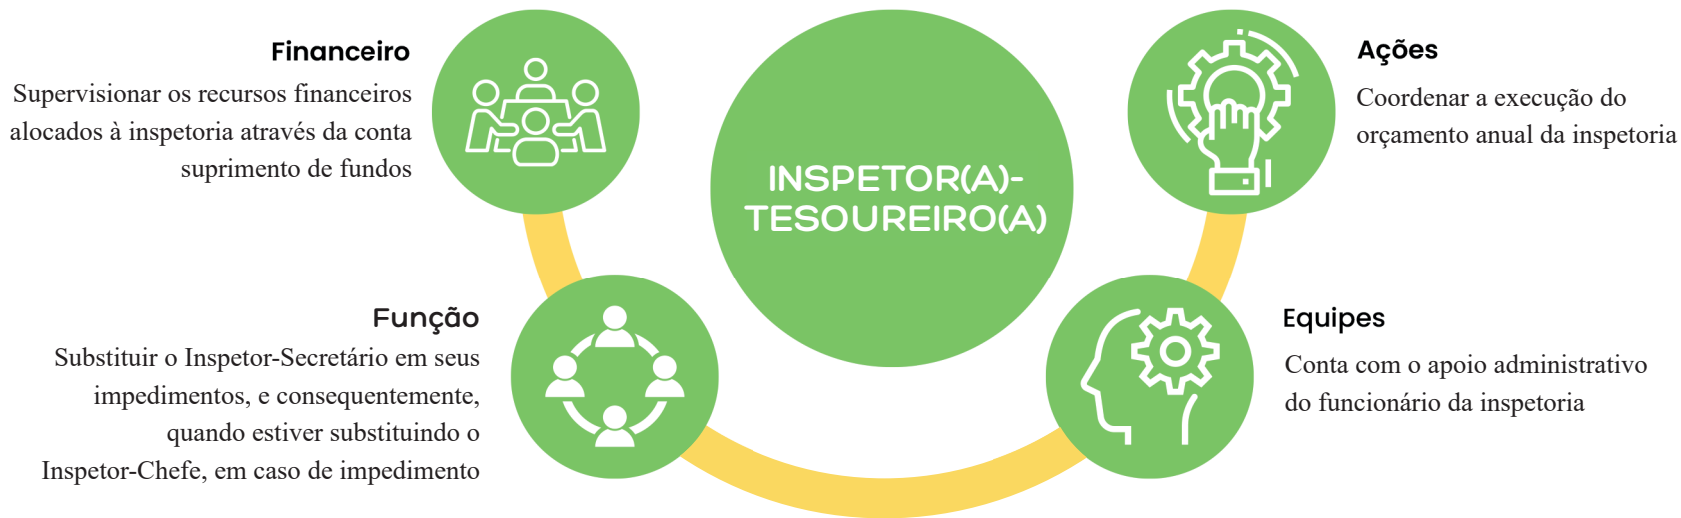 Financeiro
Supervisionar os recursos financeiros
alocados à inspetoria através da conta
suprimento de fundos
INSPETOR(A)-
TESOUREIRO(A)
Ações
Coordenar a execução do
orçamento anual da inspetoria
Função
Substituir o Inspetor-Secretário em seus
impedimentos, e consequentemente,
quando estiver substituindo o
Inspetor-Chefe, em caso de impedimento
Equipes
Conta com o apoio administrativo
do funcionário da inspetoria